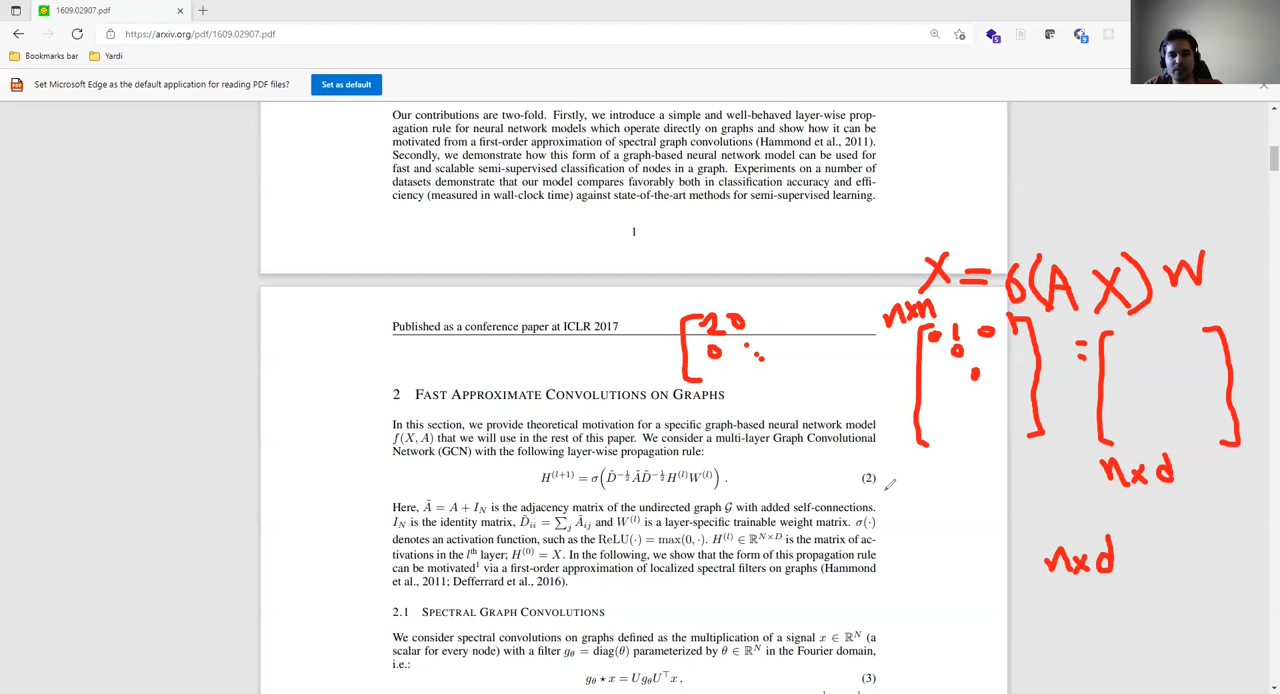 1609.02907.pdf
https://arxiv.org/pdf/1609.02907.pdf
Bookmarks bar Yardi
Set Microsoft Edge as the default application for reading PDF files? Set as default
Our contributions are two-fold. Firstly, we introduce a simple and well-behaved layer-wise prop-
agation rule for neural network models which operate directly on graphs and show how it can be
motivated from a first-order approximation of spectral graph convolutions (Hammond et al., 2011).
Secondly, we demonstrate how this form of a graph-based neural network model can be used for
fast and scalable semi-supervised classification of nodes in a graph. Experiments on a number of
datasets demonstrate that our model compares favorably both in classification accuracy and effi-
ciency (measured in wall-clock time) against state-of-the-art methods for semi-supervised learning.
1
X = σ(A X) W
n×n
2 0
0 ⋱
0 1 0
0
0
=
n×d
n×d
Published as a conference paper at ICLR 2017
2 FAST APPROXIMATE CONVOLUTIONS ON GRAPHS
In this section, we provide theoretical motivation for a specific graph-based neural network model
f(X, A) that we will use in the rest of this paper. We consider a multi-layer Graph Convolutional
Network (GCN) with the following layer-wise propagation rule:
H^(l+1) = σ(D̃^−½ Ã D̃^−½ H^(l) W^(l)) . (2)
Here, Ã = A + I_N is the adjacency matrix of the undirected graph G with added self-connections.
I_N is the identity matrix, D̃_ii = ∑_j Ã_ij and W^(l) is a layer-specific trainable weight matrix. σ(·)
denotes an activation function, such as the ReLU(·) = max(0, ·). H^(l) ∈ ℝ^N×D is the matrix of ac-
tivations in the l^th layer; H^(0) = X. In the following, we show that the form of this propagation rule
can be motivated¹ via a first-order approximation of localized spectral filters on graphs (Hammond
et al., 2011; Defferrard et al., 2016).
2.1 SPECTRAL GRAPH CONVOLUTIONS
We consider spectral convolutions on graphs defined as the multiplication of a signal x ∈ ℝ^N (a
scalar for every node) with a filter g_θ = diag(θ) parameterized by θ ∈ ℝ^N in the Fourier domain,
i.e.:
g_θ ⋆ x = U g_θ U^⊤ x , (3)